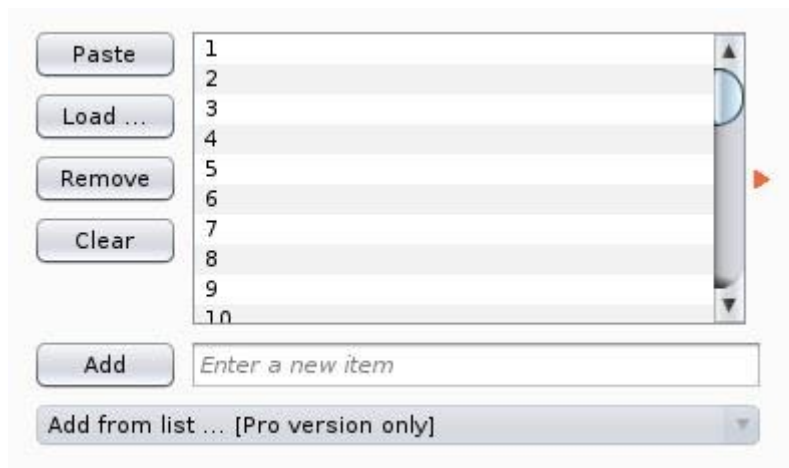 Paste
Load ...
Remove
Clear
1
2
3
4
5
6
7
8
9
10
Add
Enter a new item
Add from list ... [Pro version only]